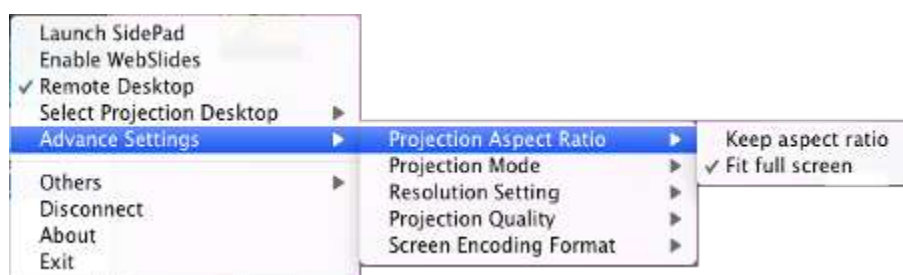 Launch SidePad
Enable WebSlides
✓ Remote Desktop
Select Projection Desktop
Advance Settings
Others
Disconnect
About
Exit
Projection Aspect Ratio
Projection Mode
Resolution Setting
Projection Quality
Screen Encoding Format
Keep aspect ratio
✓ Fit full screen